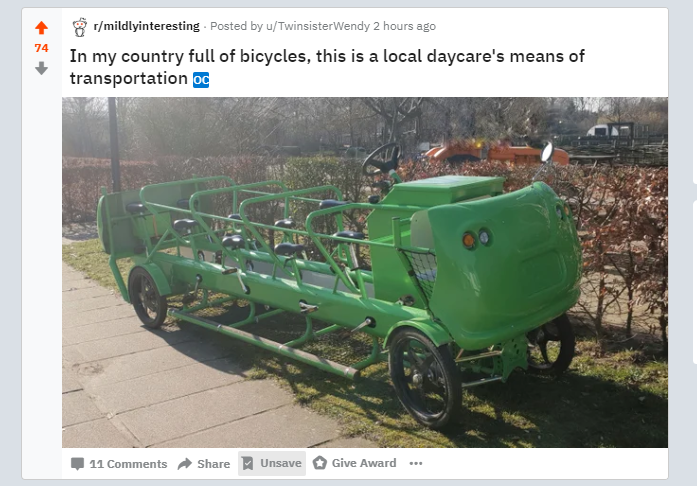 r/mildlyinteresting · Posted by u/TwinsisterWendy 2 hours ago
74
In my country full of bicycles, this is a local daycare's means of
transportation OC
11 Comments Share Unsave Give Award ...